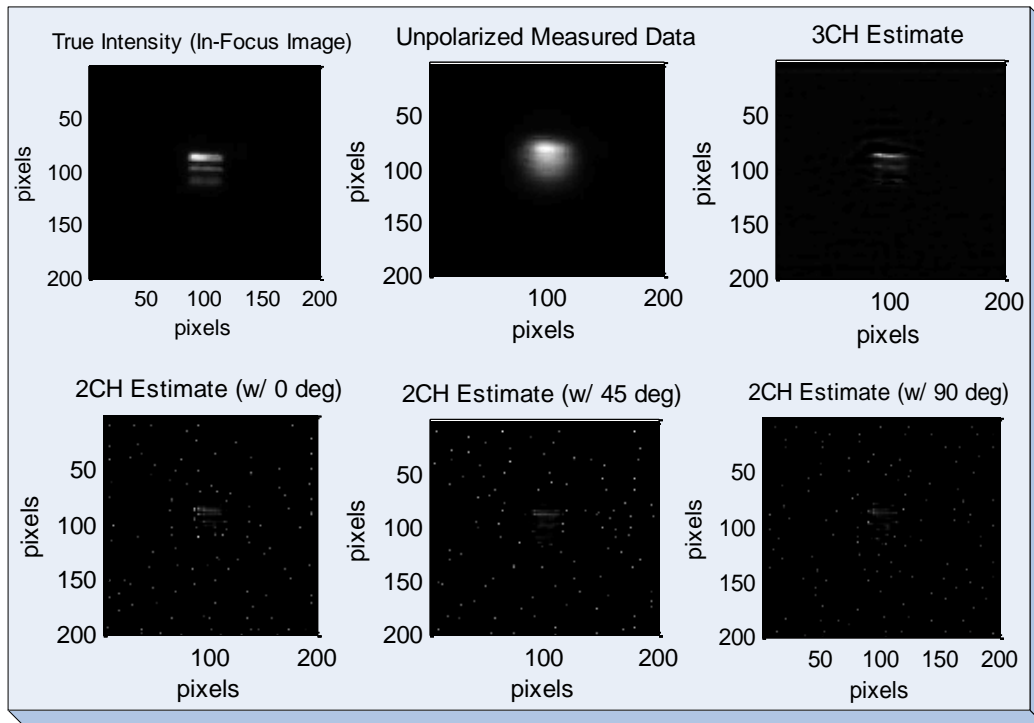 True Intensity (In-Focus Image)
Unpolarized Measured Data
3CH Estimate
pixels
50
100
150
200
50 100 150 200
pixels
pixels
50
100
150
200
100 200
pixels
pixels
50
100
150
200
100 200
pixels
2CH Estimate (w/ 0 deg)
2CH Estimate (w/ 45 deg)
2CH Estimate (w/ 90 deg)
pixels
50
100
150
200
100 200
pixels
pixels
50
100
150
200
100 200
pixels
pixels
50
100
150
200
50 100 150 200
pixels